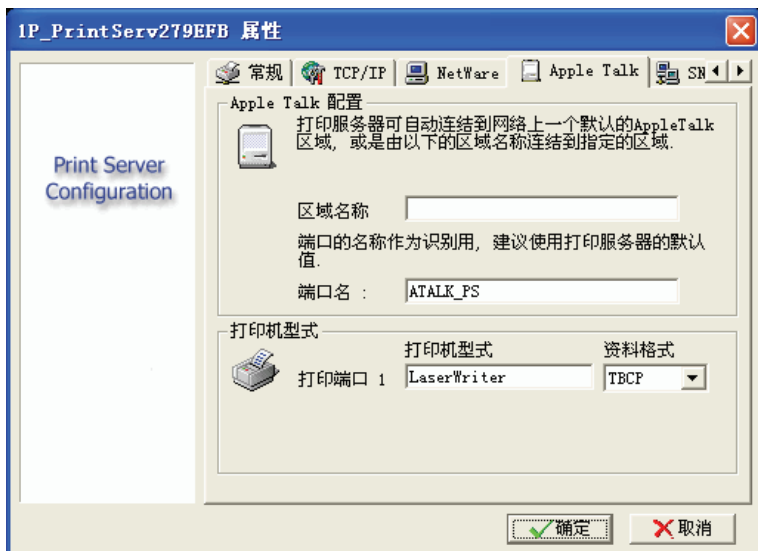 1P_PrintServ279EFB 属性
常规 TCP/IP NetWare Apple Talk SN
Print Server
Configuration
Apple Talk 配置
打印服务器可自动连结到网络上一个默认的AppleTalk
区域, 或是由以下的区域名称连结到指定的区域.
区域名称
端口的名称作为识别用, 建议使用打印服务器的默认
值.
端口名 : ATALK_PS
打印机型式
打印机型式 资料格式
打印端口 1 LaserWriter TBCP
确定 取消